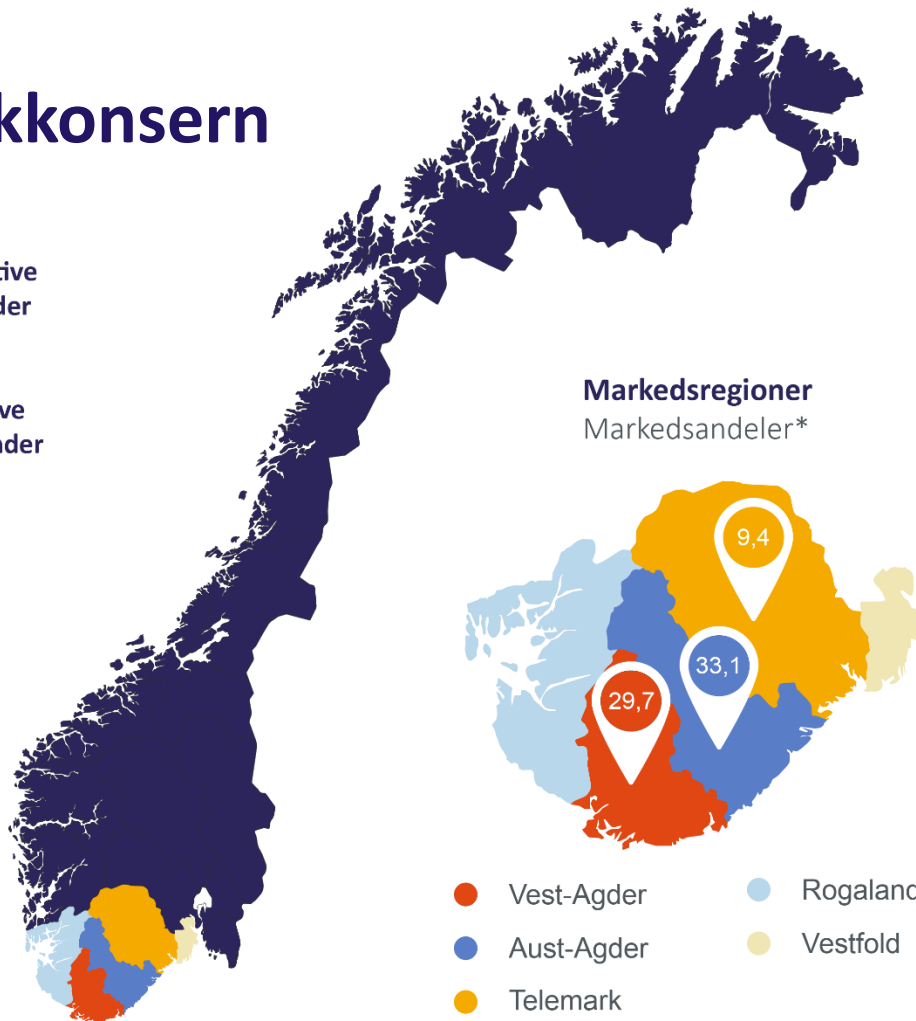 kkonsern
tive
der
ve
nder
Markedsregioner
Markedsandeler*
9,4
33,1
29,7
Vest-Agder
Rogaland
Aust-Agder
Vestfold
Telemark